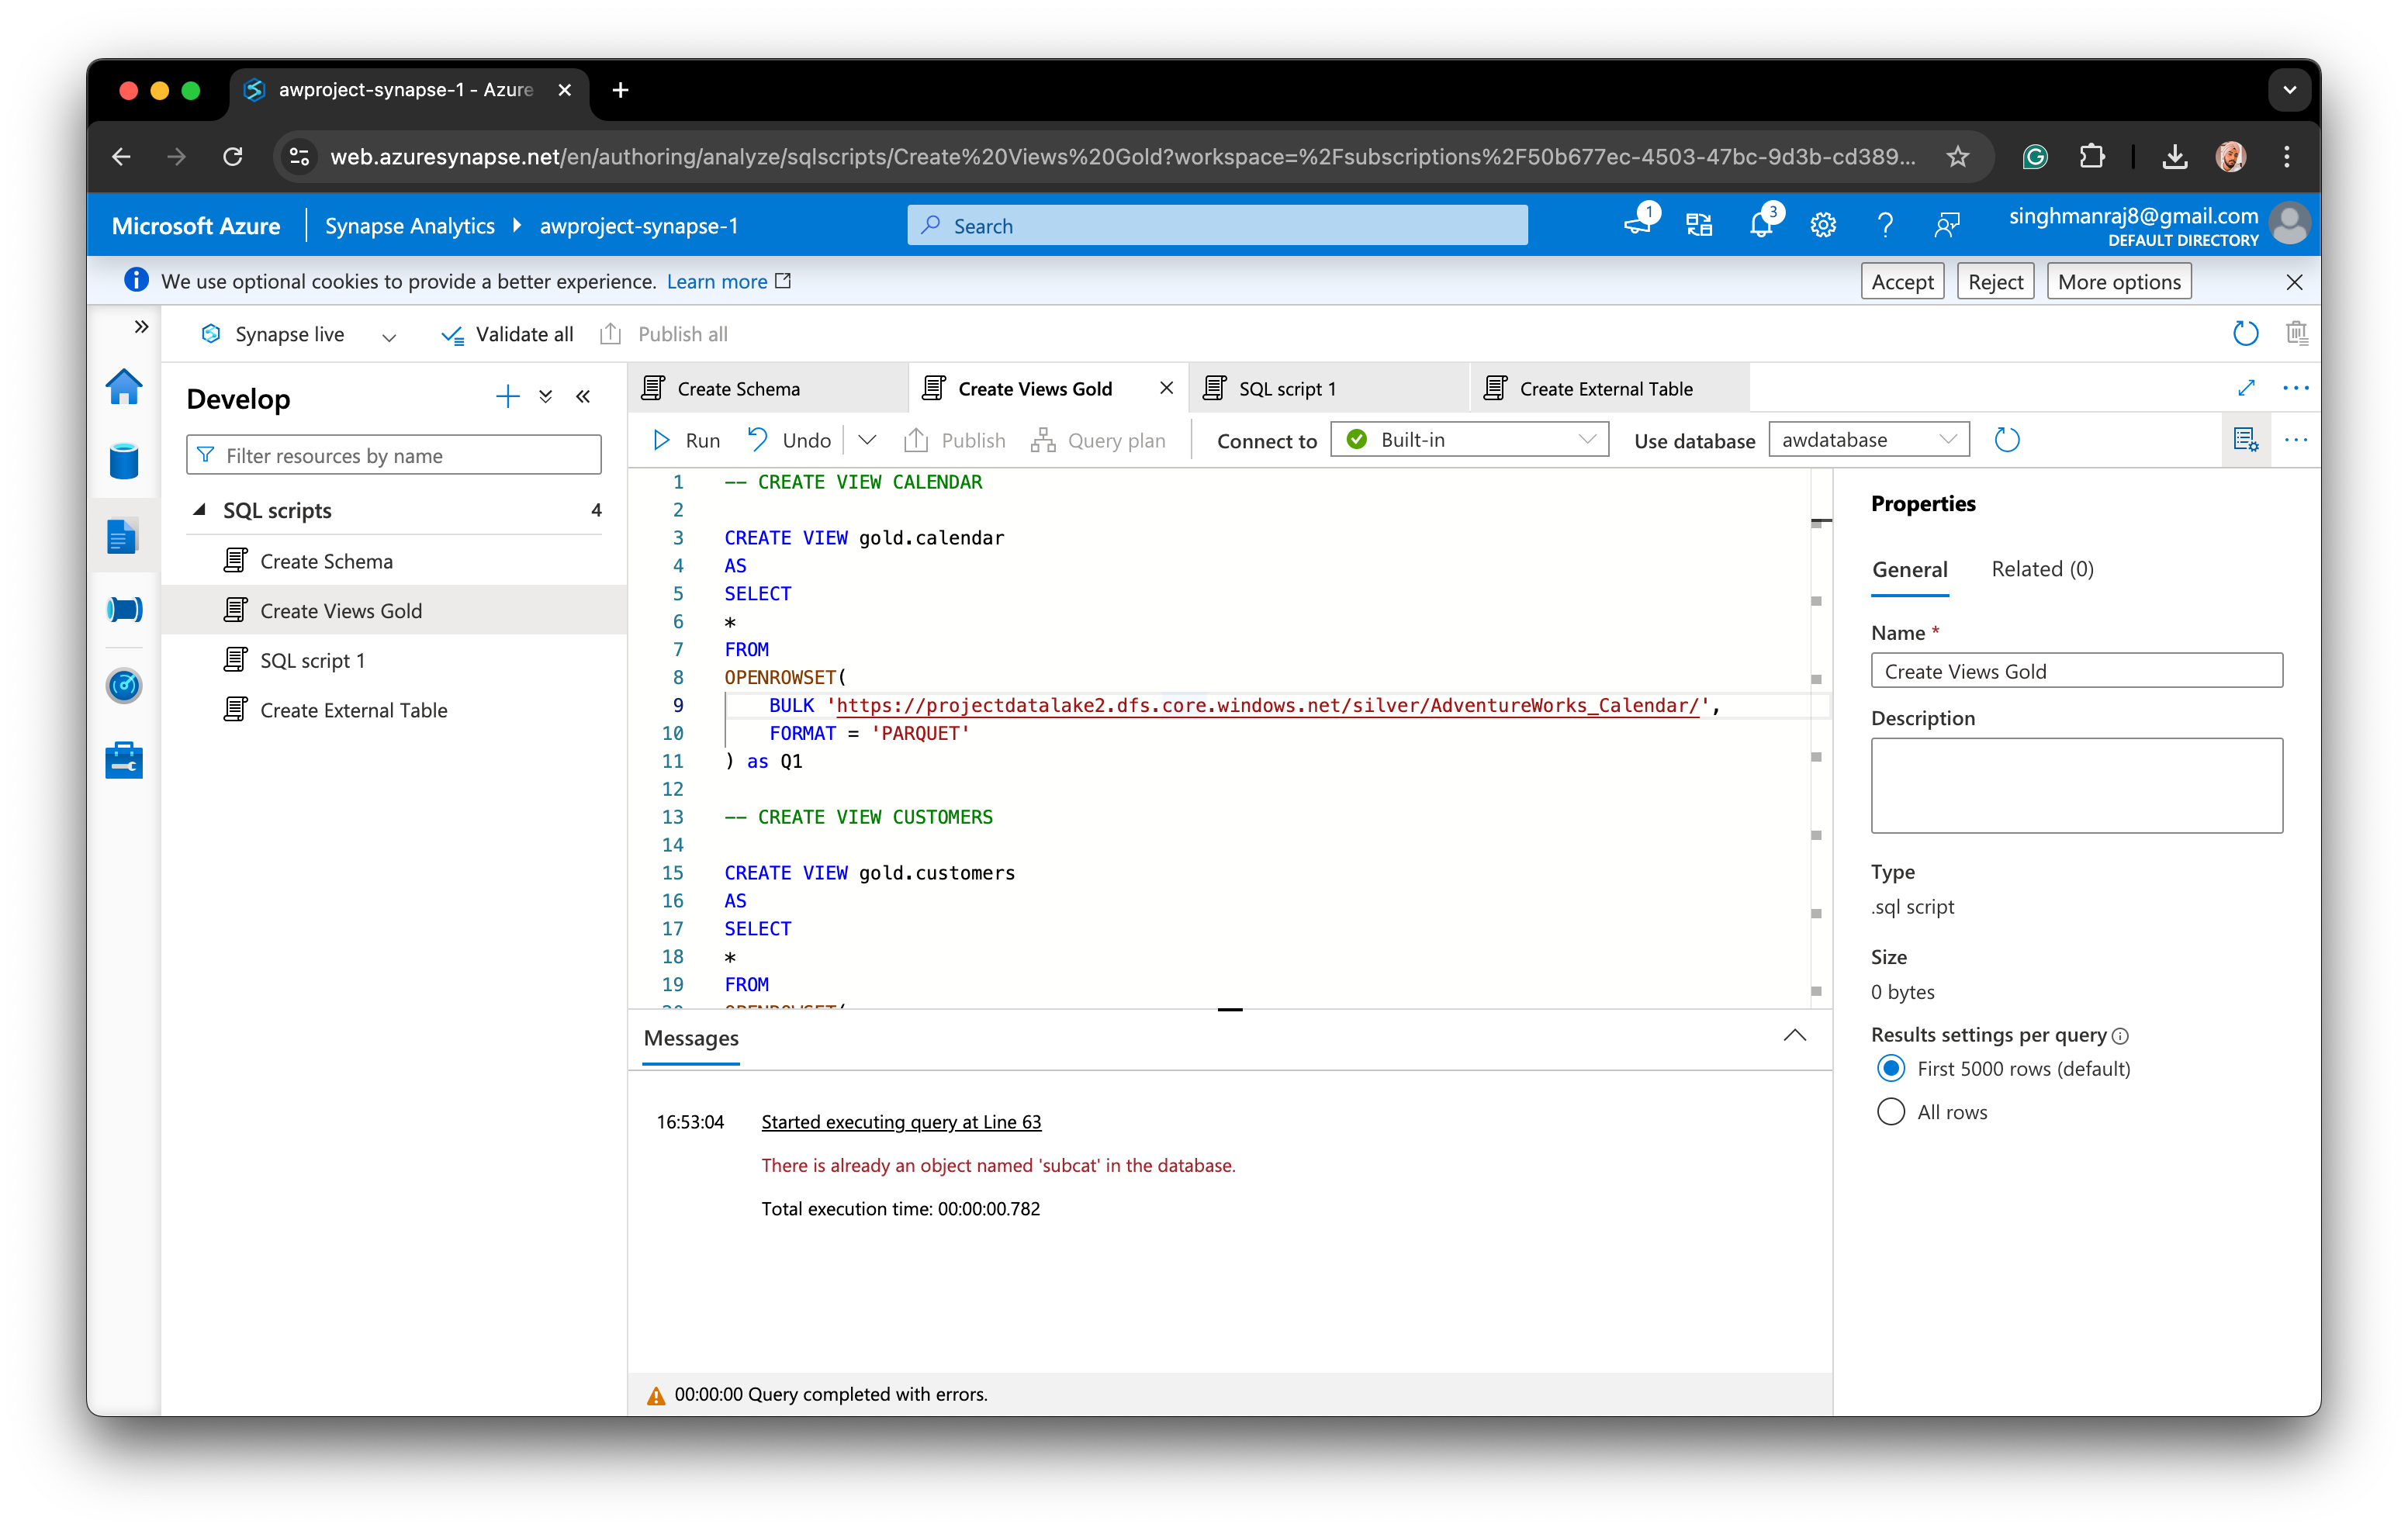 awproject-synapse-1 - Azure
web.azuresynapse.net/en/authoring/analyze/sqlscripts/Create%20Views%20Gold?workspace=%2Fsubscriptions%2F50b677ec-4503-47bc-9d3b-cd389...
Microsoft Azure
Synapse Analytics
awproject-synapse-1
Search
1
3
singhmanraj8@gmail.com
DEFAULT DIRECTORY
We use optional cookies to provide a better experience. Learn more
Accept
Reject
More options
Synapse live
Validate all
Publish all
Develop
Filter resources by name
SQL scripts
4
Create Schema
Create Views Gold
SQL script 1
Create External Table
Create Schema
Create Views Gold
SQL script 1
Create External Table
Run
Undo
Publish
Query plan
Connect to
Built-in
Use database
awdatabase
1 -- CREATE VIEW CALENDAR
2
3 CREATE VIEW gold.calendar
4 AS
5 SELECT
6 *
7 FROM
8 OPENROWSET(
9 BULK 'https://projectdatalake2.dfs.core.windows.net/silver/AdventureWorks_Calendar/',
10 FORMAT = 'PARQUET'
11 ) as Q1
12
13 -- CREATE VIEW CUSTOMERS
14
15 CREATE VIEW gold.customers
16 AS
17 SELECT
18 *
19 FROM
20 OPENROWSET(
Messages
16:53:04 Started executing query at Line 63
There is already an object named 'subcat' in the database.
Total execution time: 00:00:00.782
00:00:00 Query completed with errors.
Properties
General
Related (0)
Name *
Create Views Gold
Description
Type
.sql script
Size
0 bytes
Results settings per query
First 5000 rows (default)
All rows